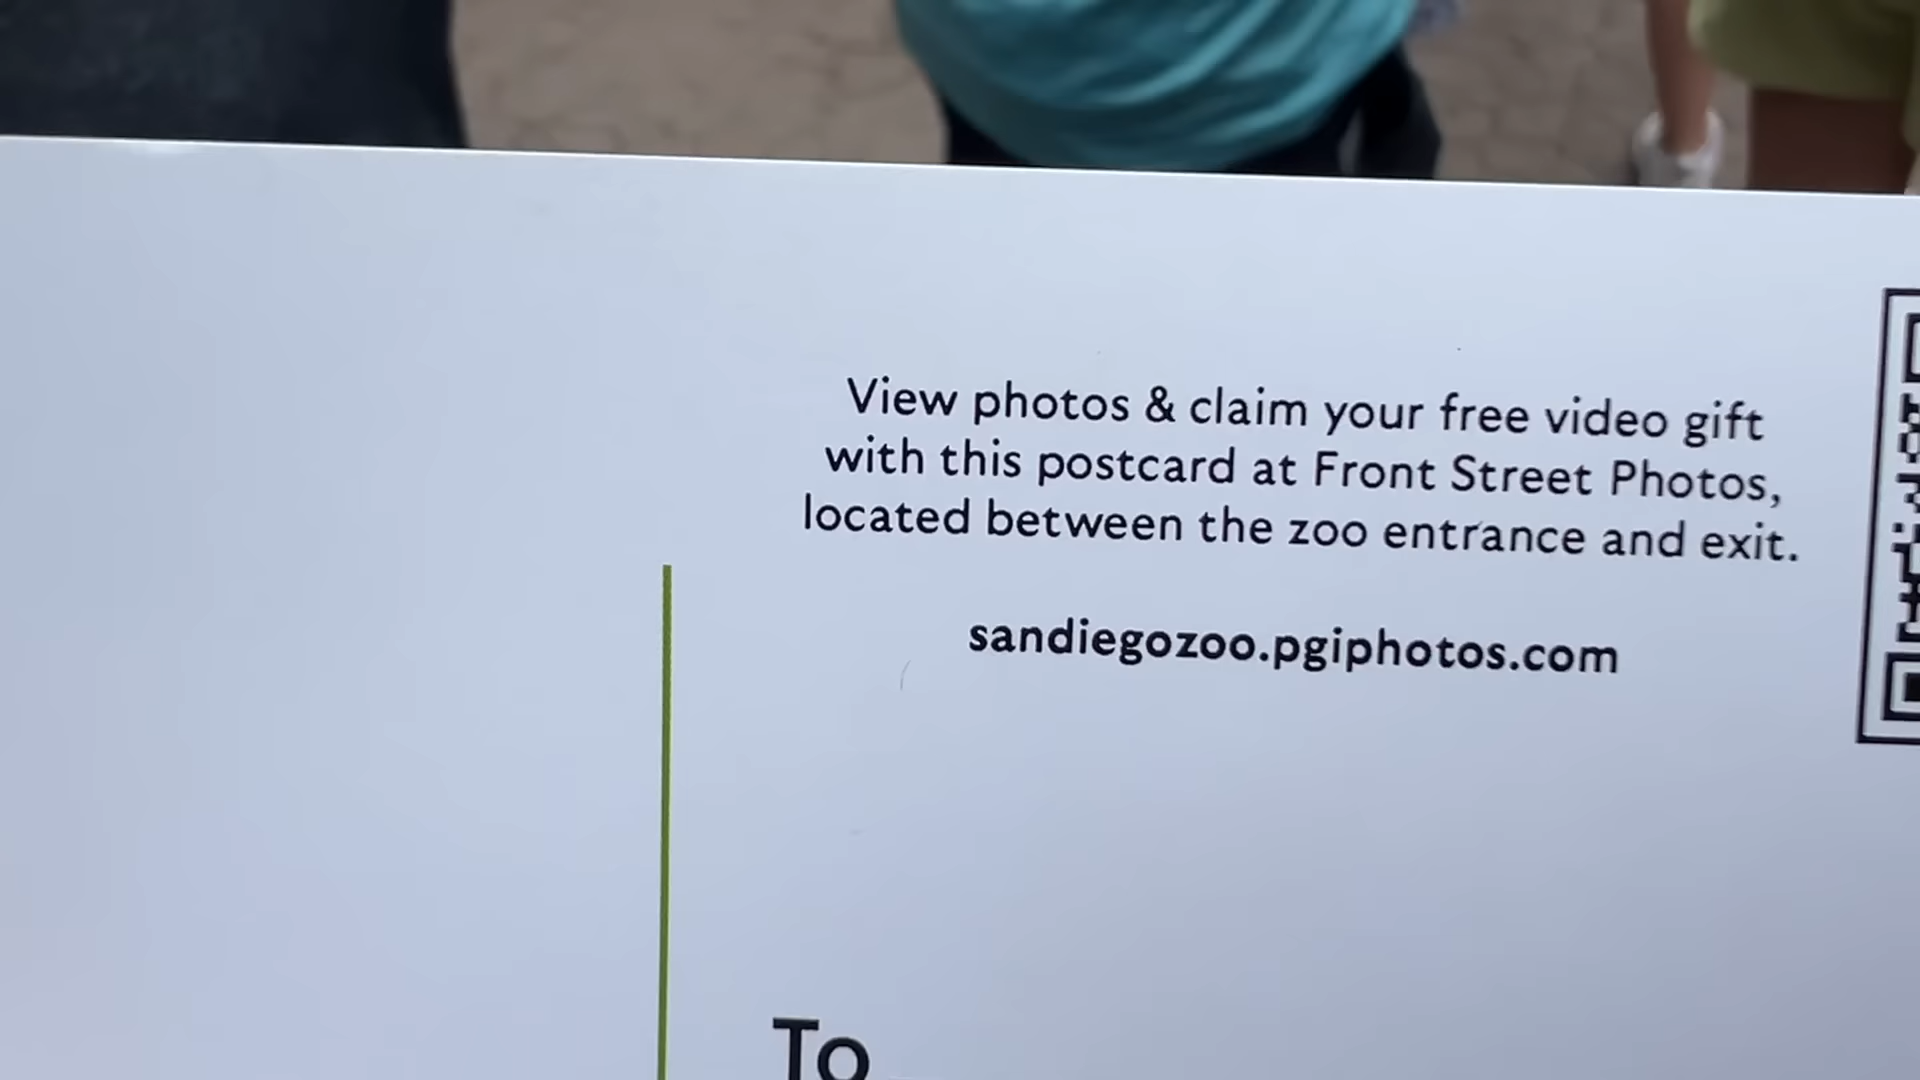 View photos & claim your free video gift
with this postcard at Front Street Photos,
located between the zoo entrance and exit.
sandiegozoo.pgiphotos.com
To